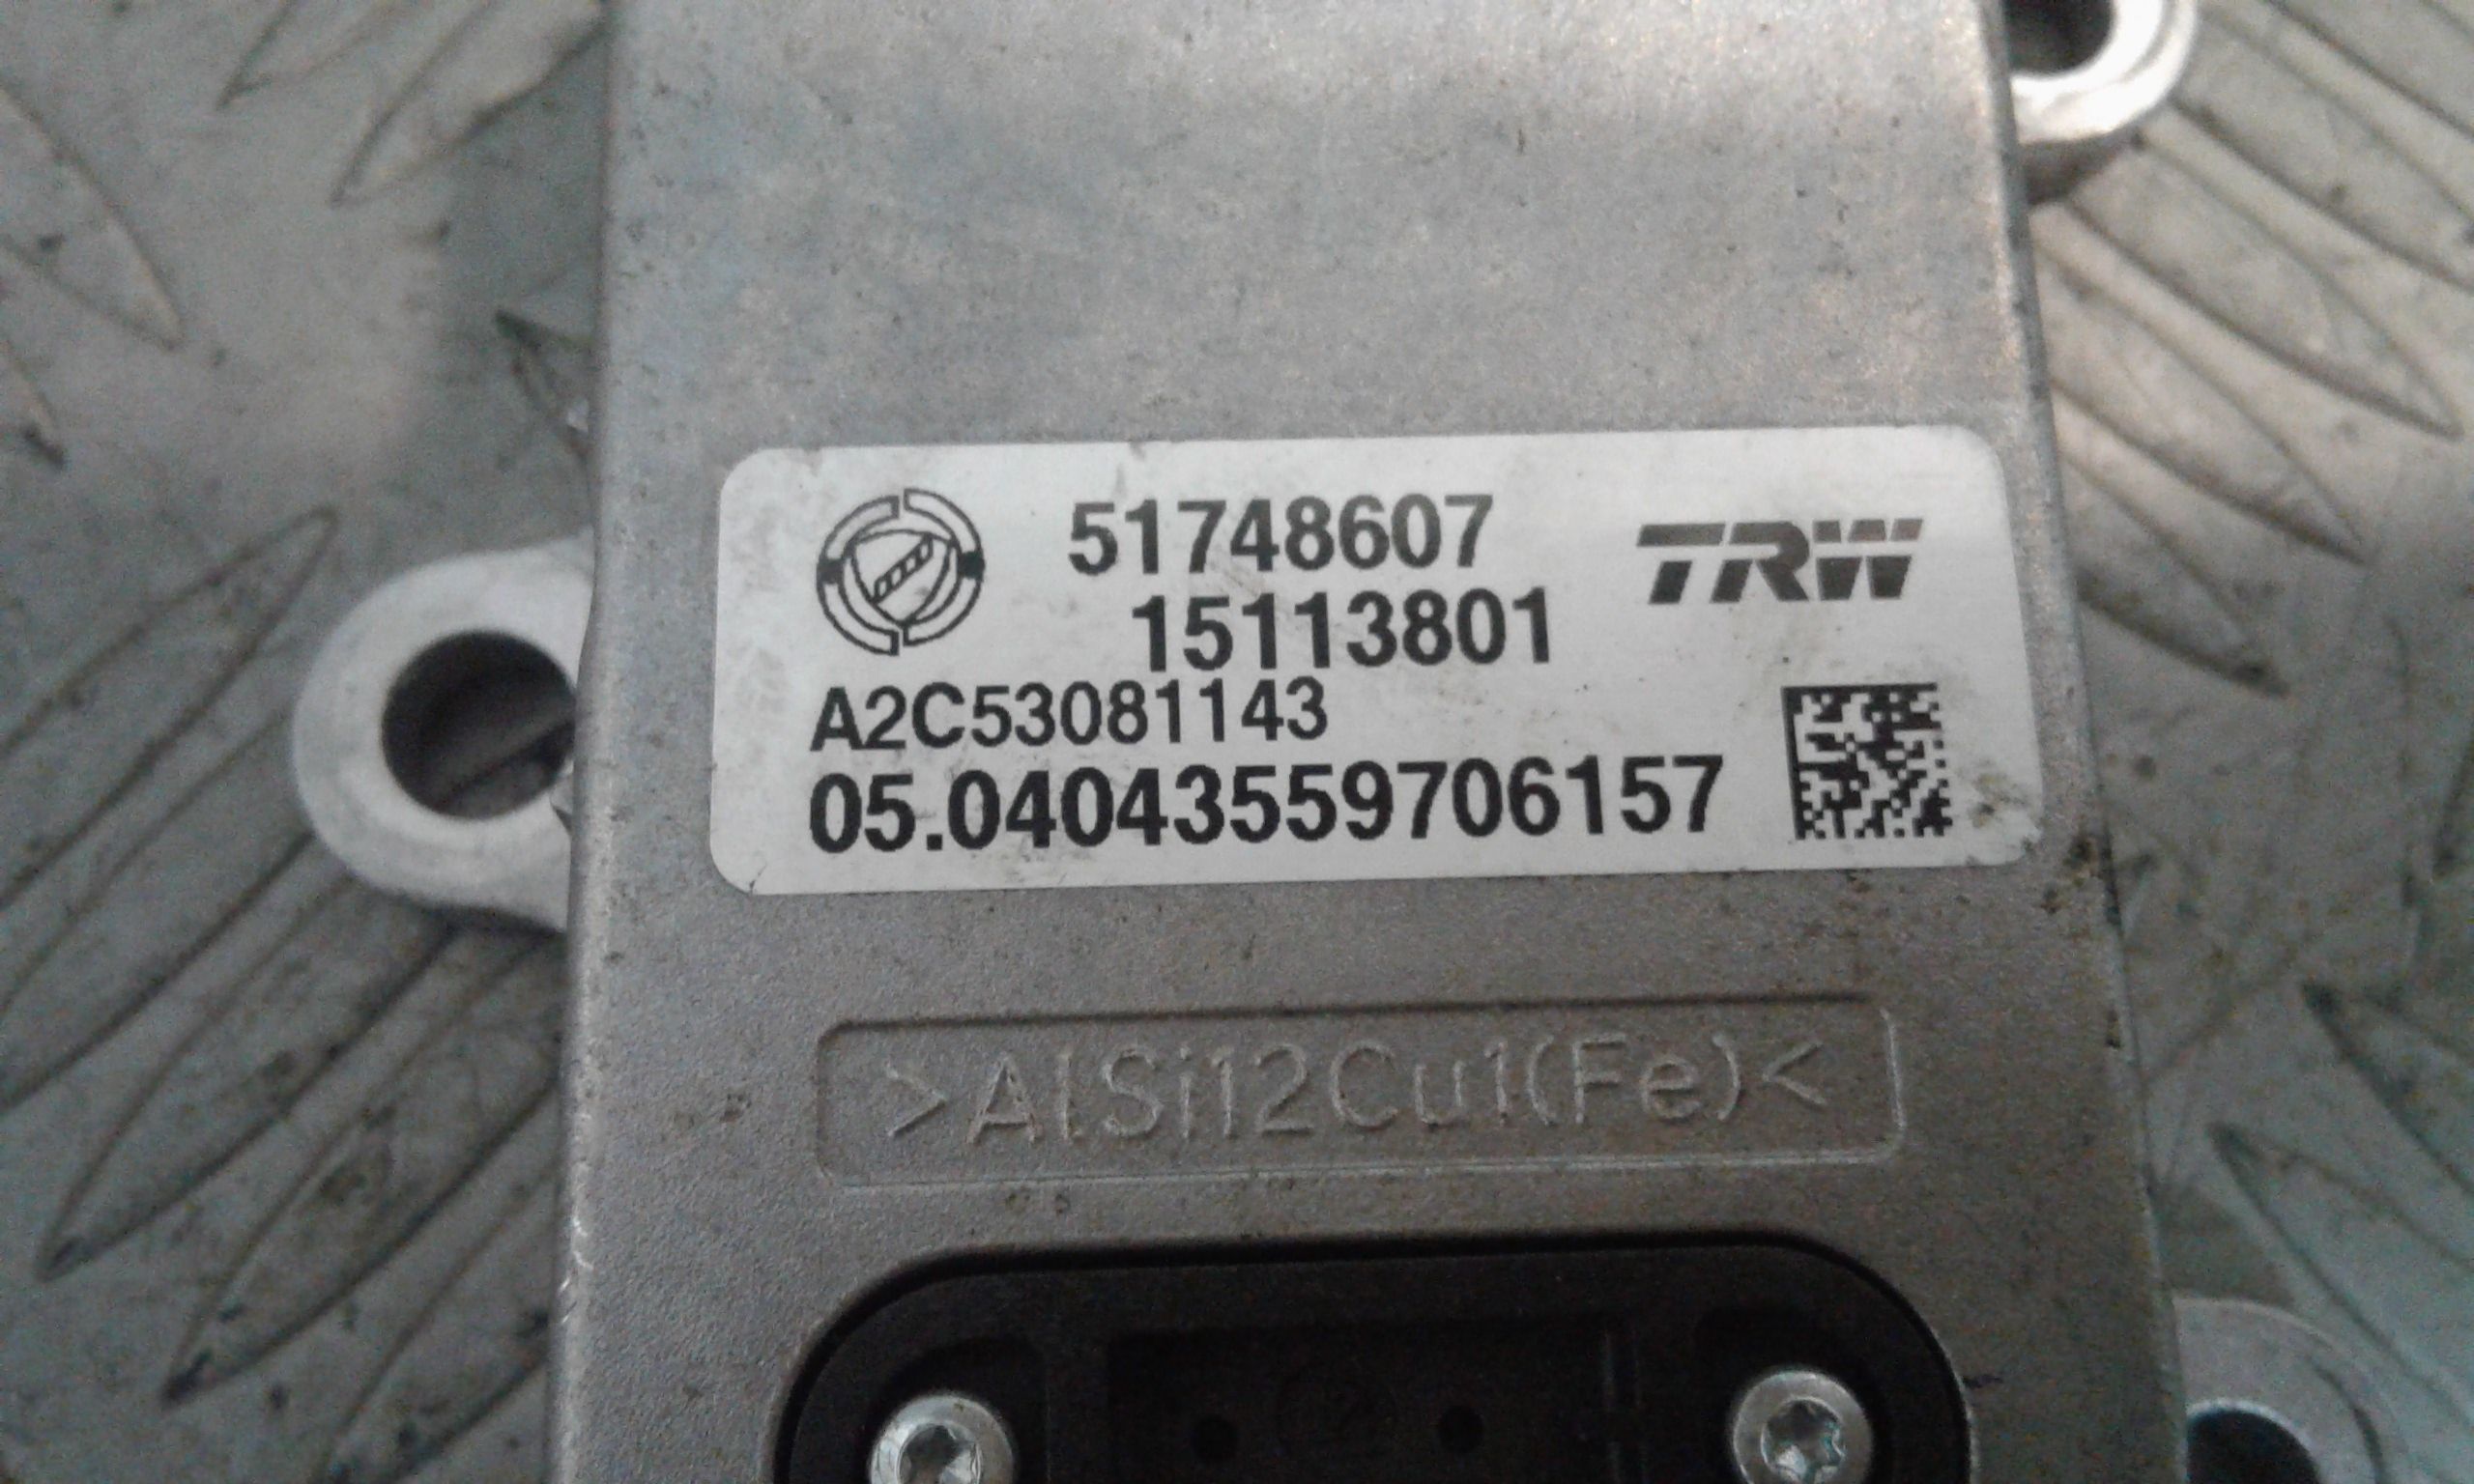 51748607
TRW
15113801
A2C53081143
05.04043559706157
>AlSi12Cu1(Fe)<